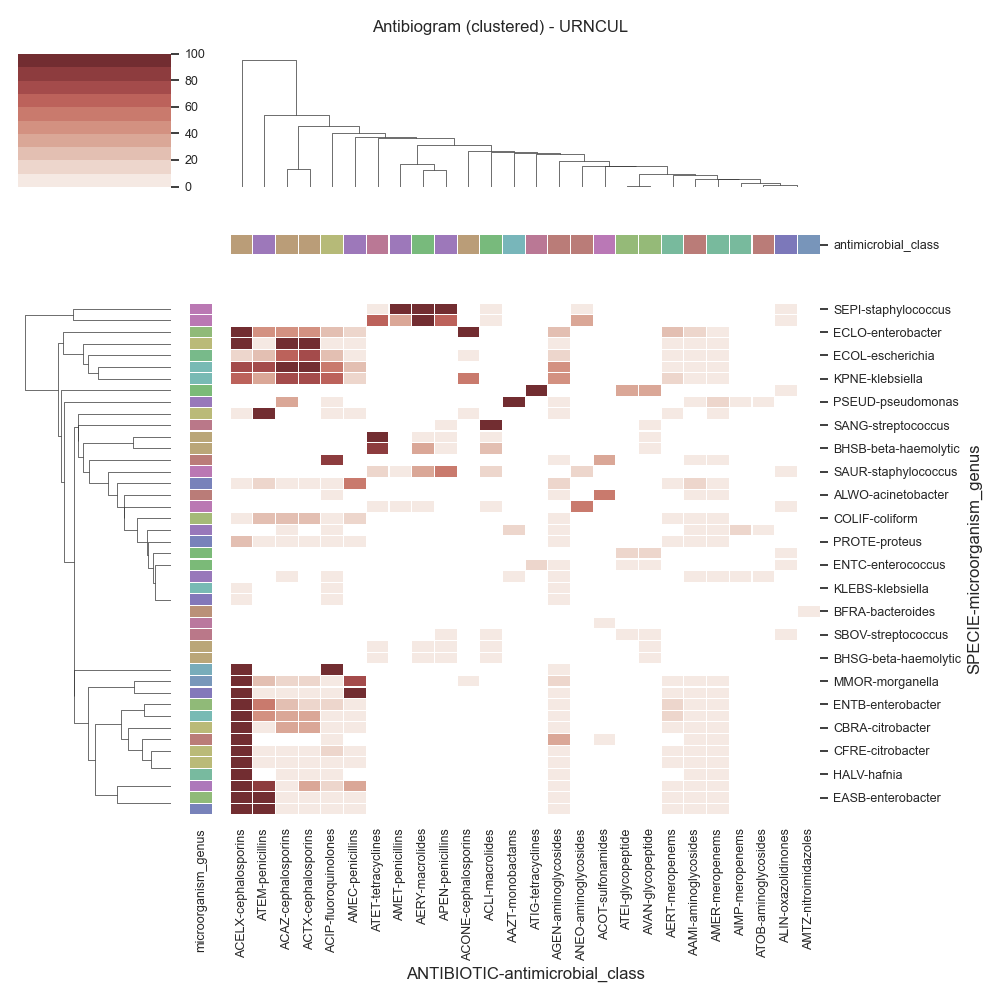 Antibiogram (clustered) - URNCUL
100
80
60
40
20
0
antimicrobial_class
SEPI-staphylococcus
ECLO-enterobacter
ECOL-escherichia
KPNE-klebsiella
PSEUD-pseudomonas
SANG-streptococcus
BHSB-beta-haemolytic
SAUR-staphylococcus
ALWO-acinetobacter
COLIF-coliform
PROTE-proteus
ENTC-enterococcus
KLEBS-klebsiella
BFRA-bacteroides
SBOV-streptococcus
BHSG-beta-haemolytic
MMOR-morganella
ENTB-enterobacter
CBRA-citrobacter
CFRE-citrobacter
HALV-hafnia
EASB-enterobacter
SPECIE-microorganism_genus
microorganism_genus
ACELX-cephalosporins
ATEM-penicillins
ACAZ-cephalosporins
ACTX-cephalosporins
ACIP-fluoroquinolones
AMEC-penicillins
ATET-tetracyclines
AMET-penicillins
AERY-macrolides
APEN-penicillins
ACONE-cephalosporins
ACLI-macrolides
AAZT-monobactams
ATIG-tetracyclines
AGEN-aminoglycosides
ANEO-aminoglycosides
ACOT-sulfonamides
ATEI-glycopeptide
AVAN-glycopeptide
AERT-meropenems
AAMI-aminoglycosides
AMER-meropenems
AIMP-meropenems
ATOB-aminoglycosides
ALIN-oxazolidinones
AMTZ-nitroimidazoles
ANTIBIOTIC-antimicrobial_class